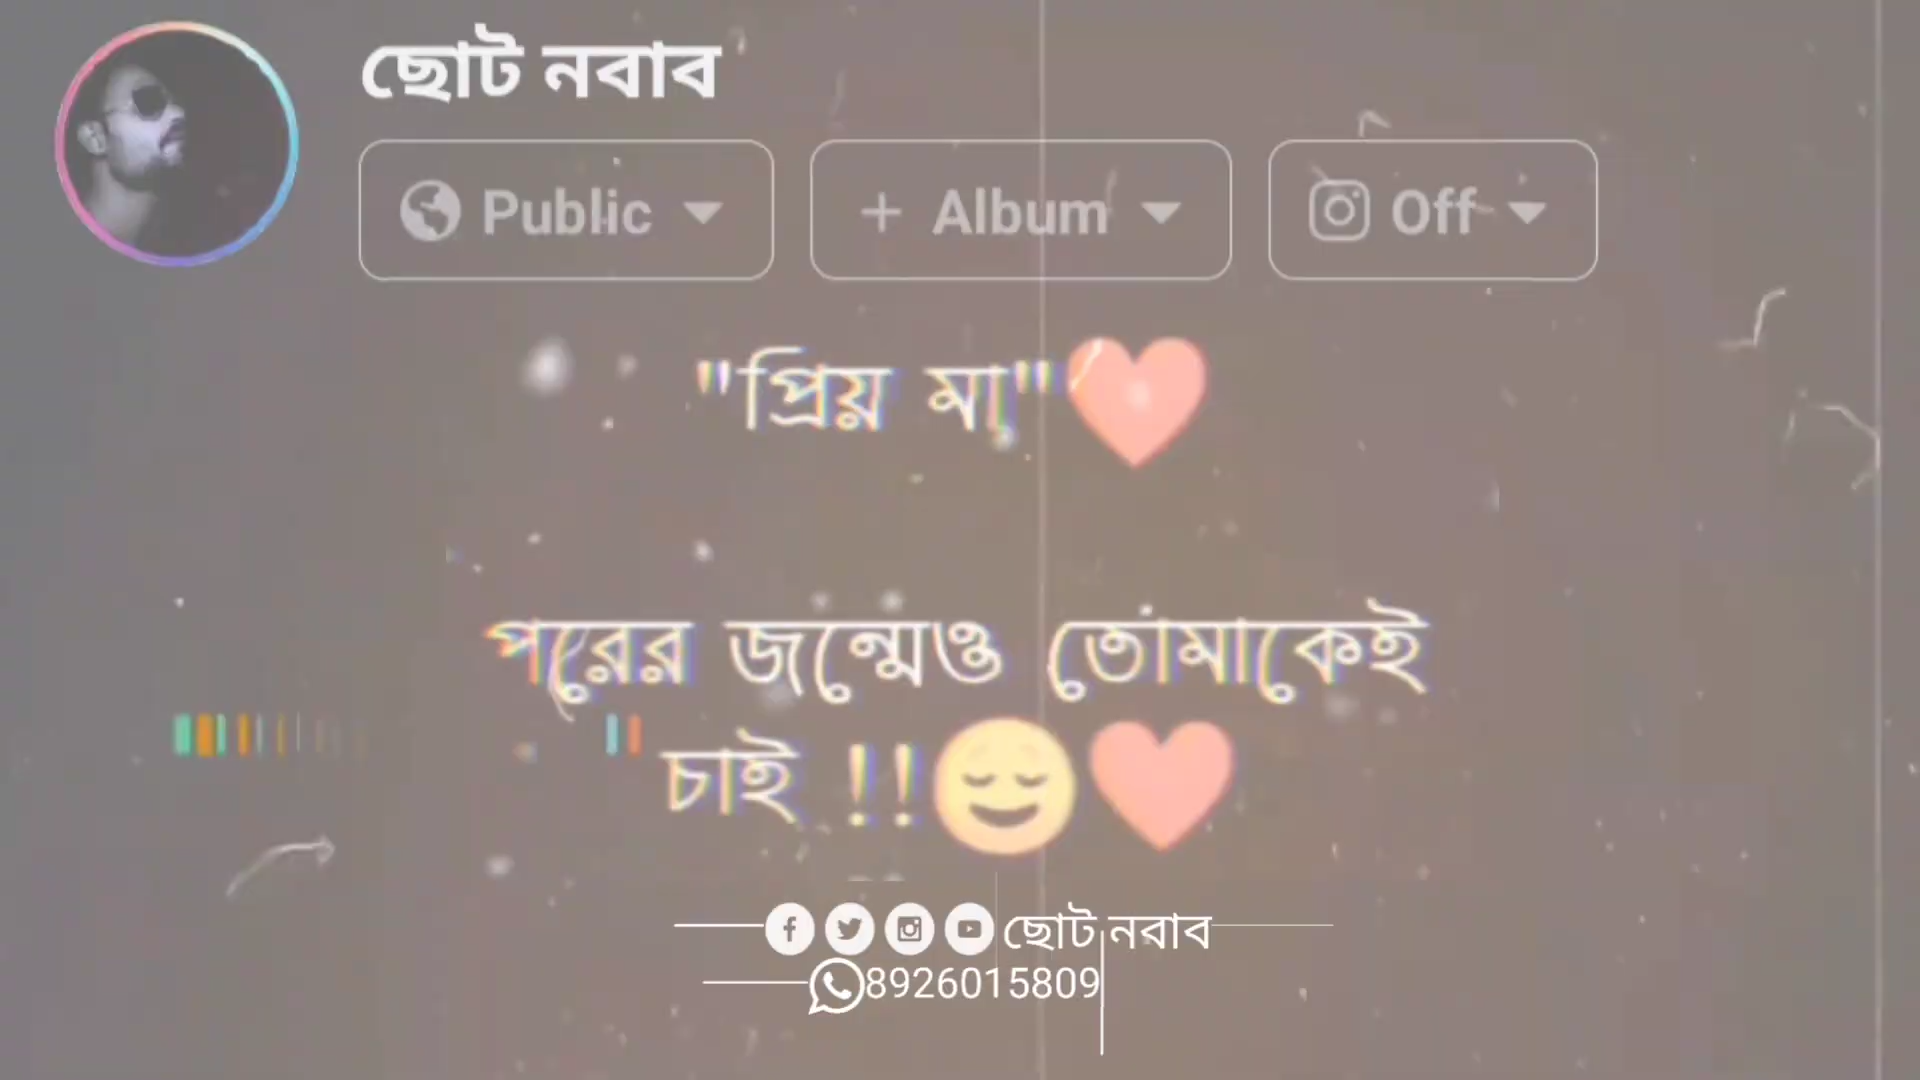 ছোট নবাব
Public
+ Album
Off
"প্রিয় মা"❤️
পরের জন্মেও তোমাকেই
চাই !!😌❤️
ছোট নবাব
8926015809